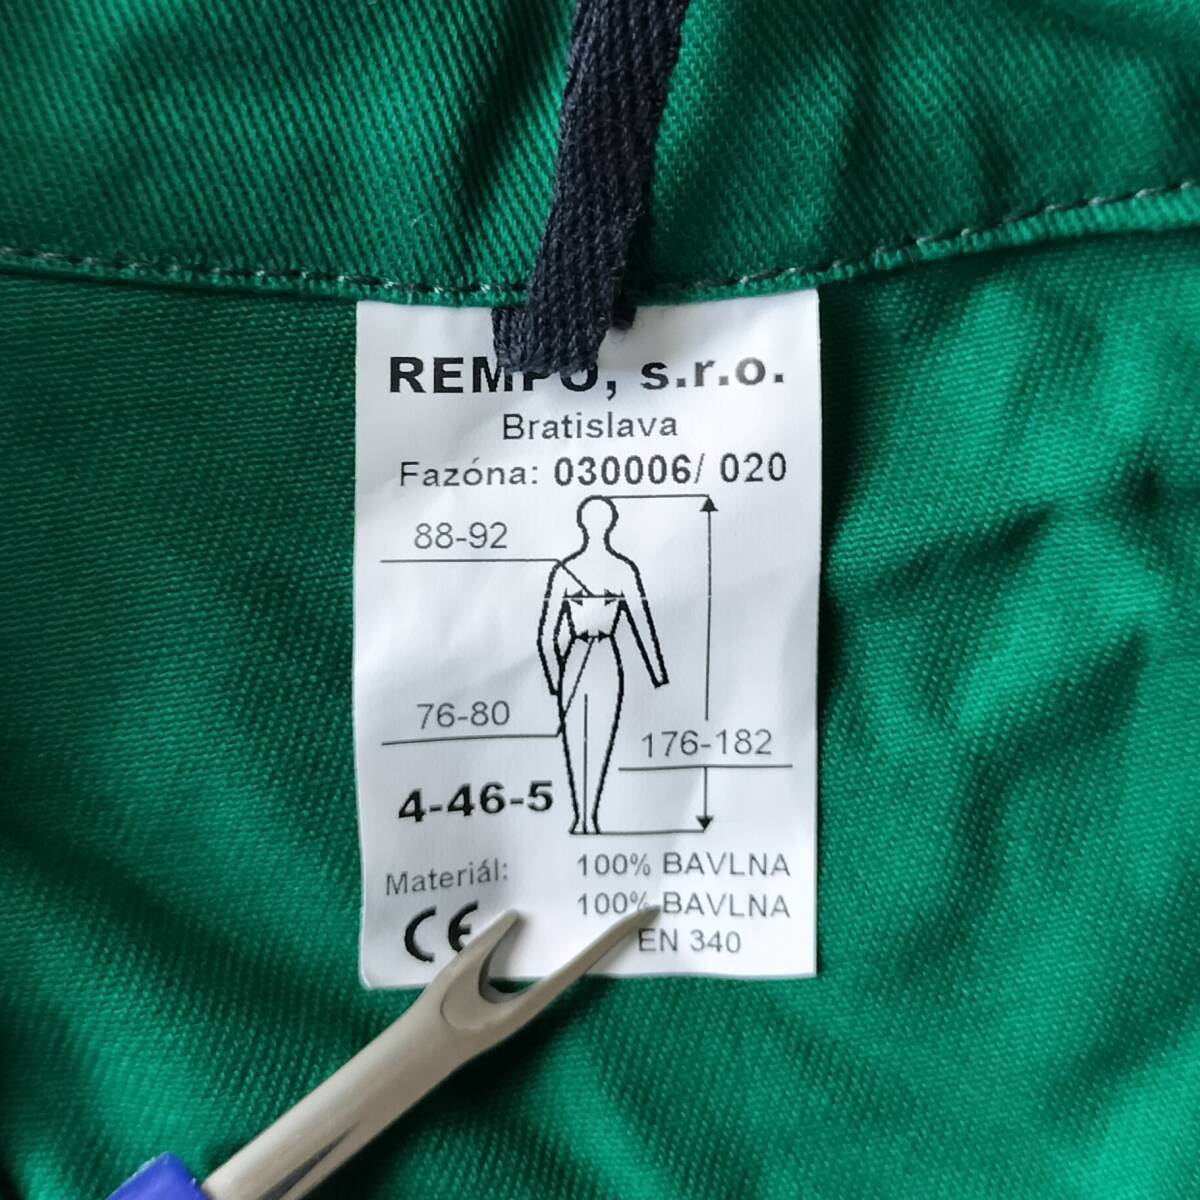 REMPO, s.r.o.
Bratislava
Fazóna: 030006/ 020
88-92
76-80
176-182
4-46-5
Materiál: 100% BAVLNA
100% BAVLNA
CE EN 340